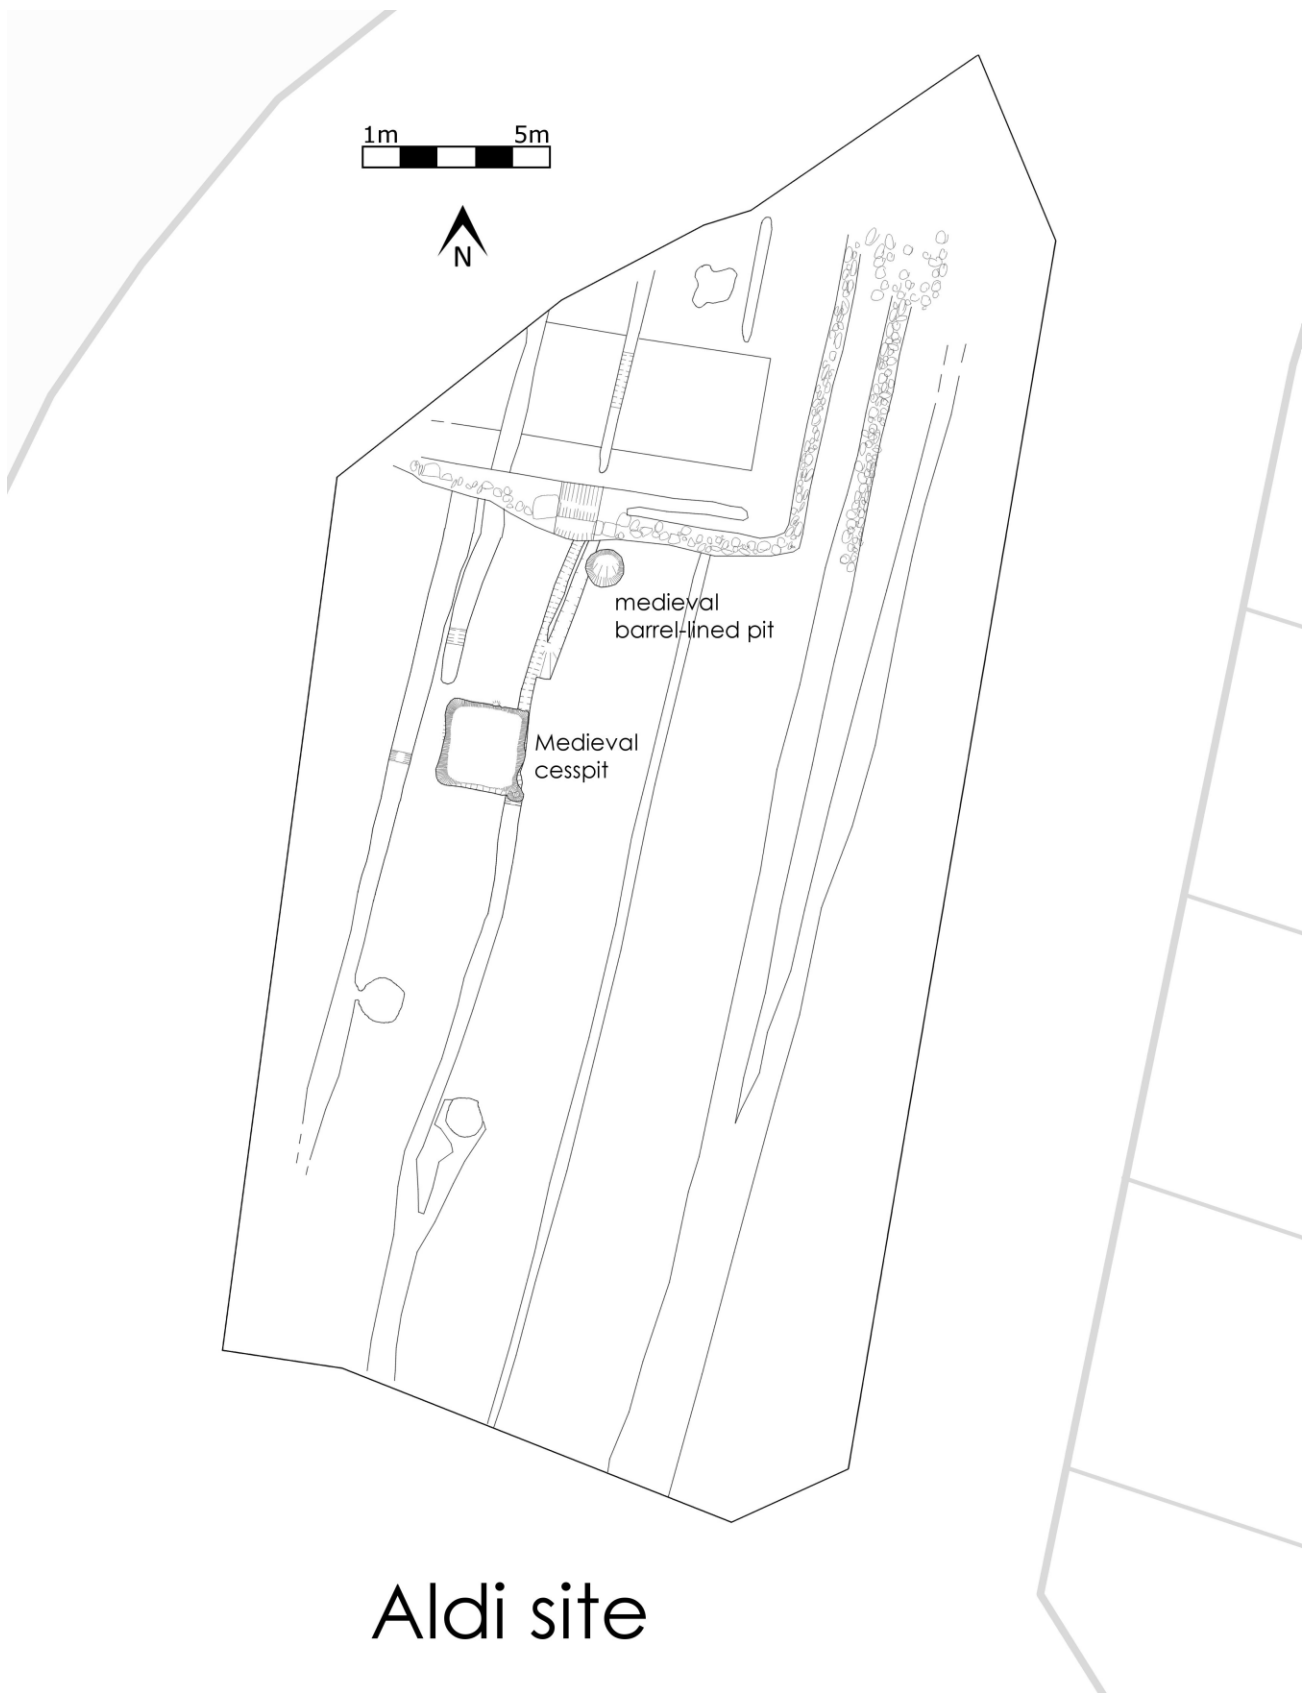 1m 5m
N
medieval
barrel-lined pit
Medieval
cesspit
Aldi site